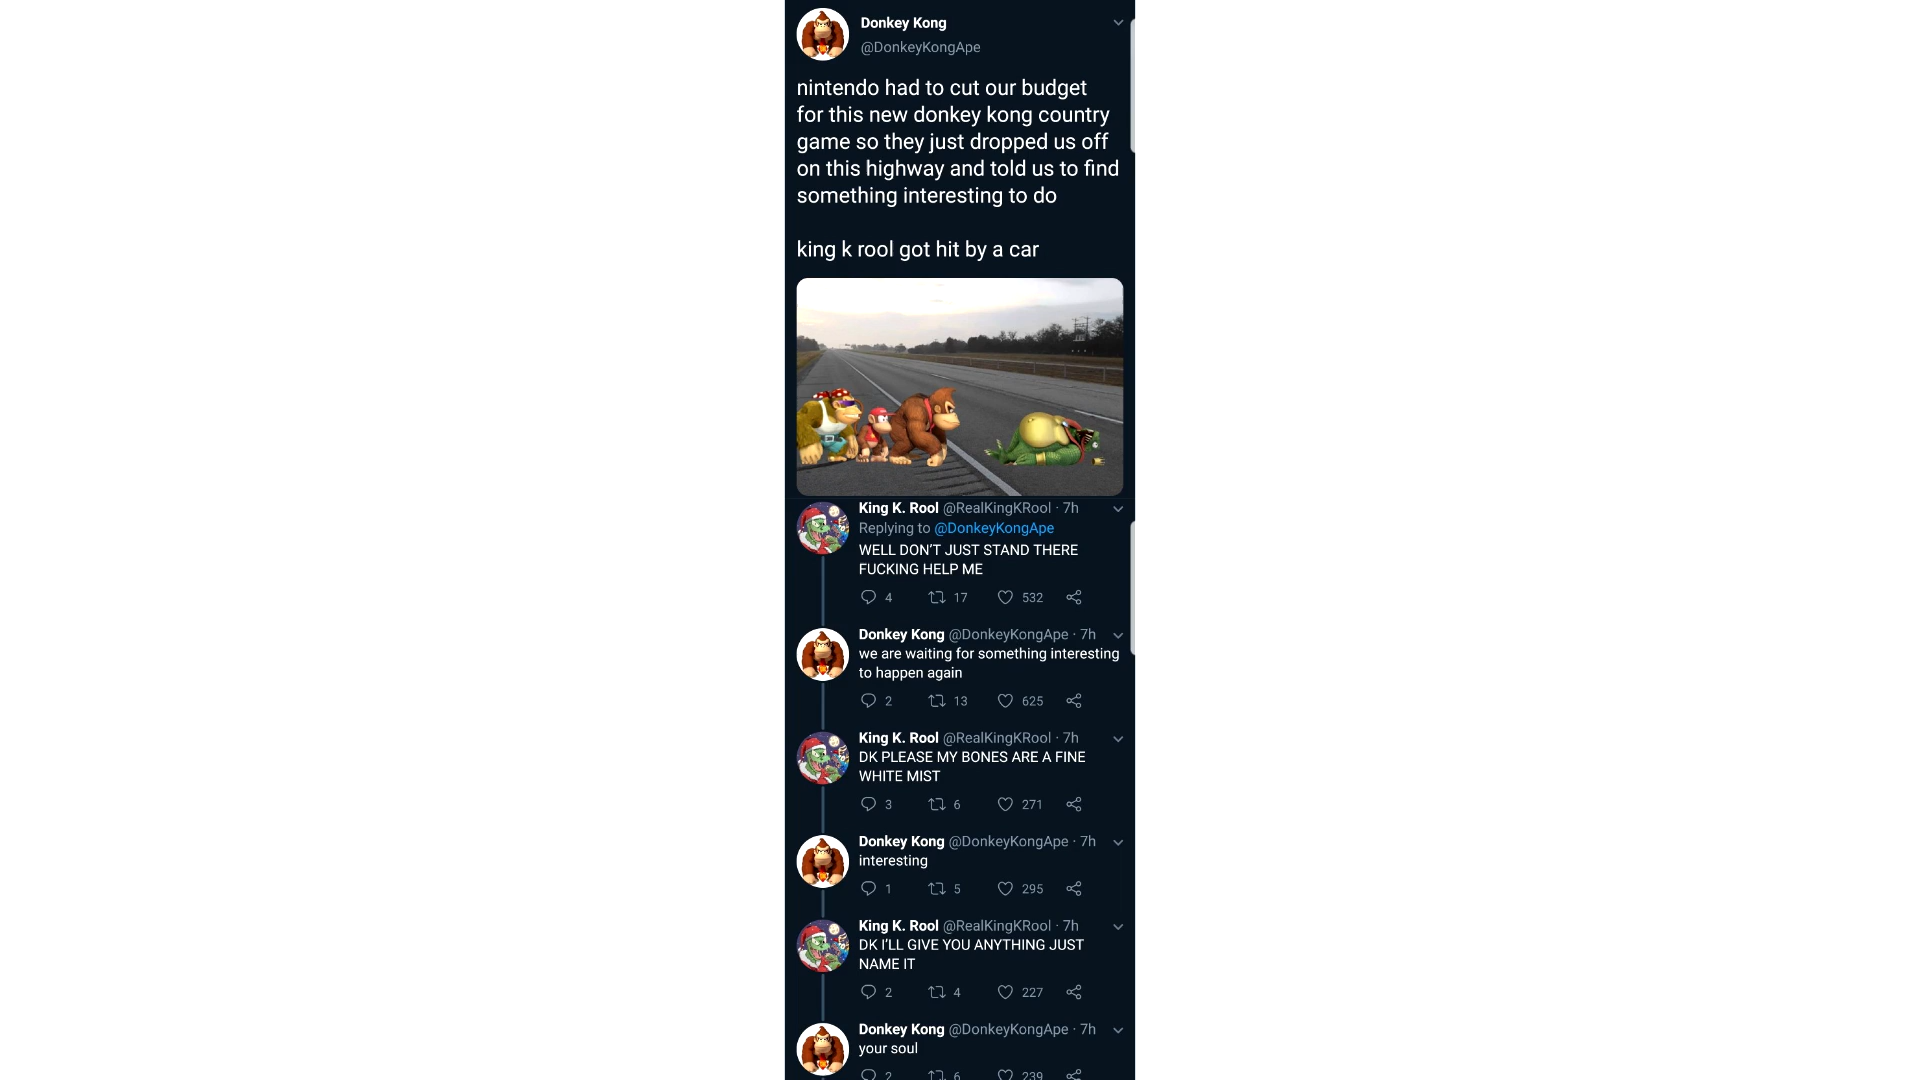 Donkey Kong
@DonkeyKongApe
nintendo had to cut our budget
for this new donkey kong country
game so they just dropped us off
on this highway and told us to find
something interesting to do
king k rool got hit by a car
King K. Rool @RealKingKRool · 7h
Replying to @DonkeyKongApe
WELL DON'T JUST STAND THERE
FUCKING HELP ME
4 17 532
Donkey Kong @DonkeyKongApe · 7h
we are waiting for something interesting
to happen again
2 13 625
King K. Rool @RealKingKRool · 7h
DK PLEASE MY BONES ARE A FINE
WHITE MIST
3 6 271
Donkey Kong @DonkeyKongApe · 7h
interesting
1 5 295
King K. Rool @RealKingKRool · 7h
DK I'LL GIVE YOU ANYTHING JUST
NAME IT
2 4 227
Donkey Kong @DonkeyKongApe · 7h
your soul
2 6 239